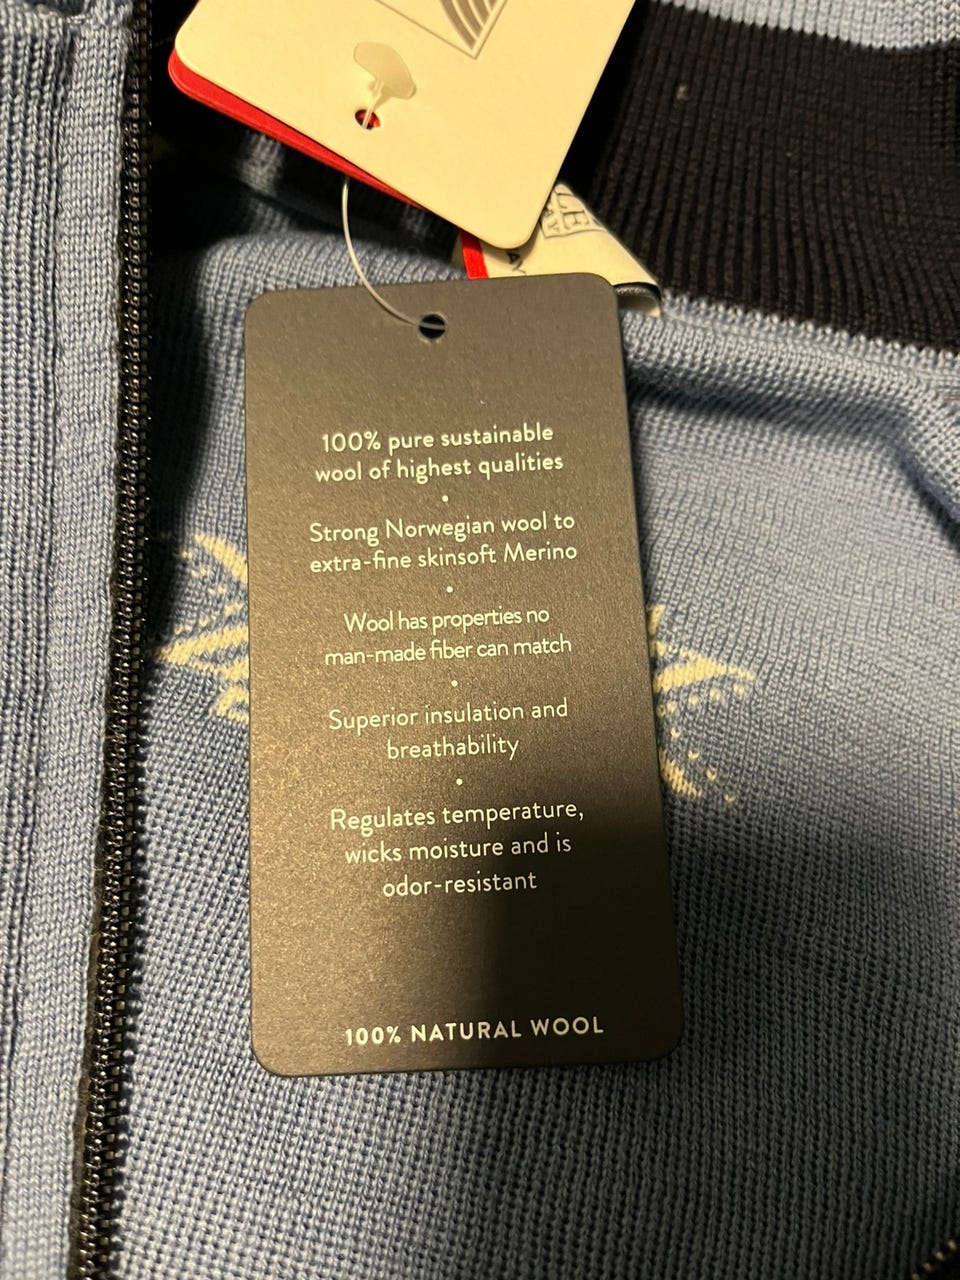 100% pure sustainable
wool of highest qualities
•
Strong Norwegian wool to
extra-fine skinsoft Merino
•
Wool has properties no
man-made fiber can match
•
Superior insulation and
breathability
•
Regulates temperature,
wicks moisture and is
odor-resistant
100% NATURAL WOOL